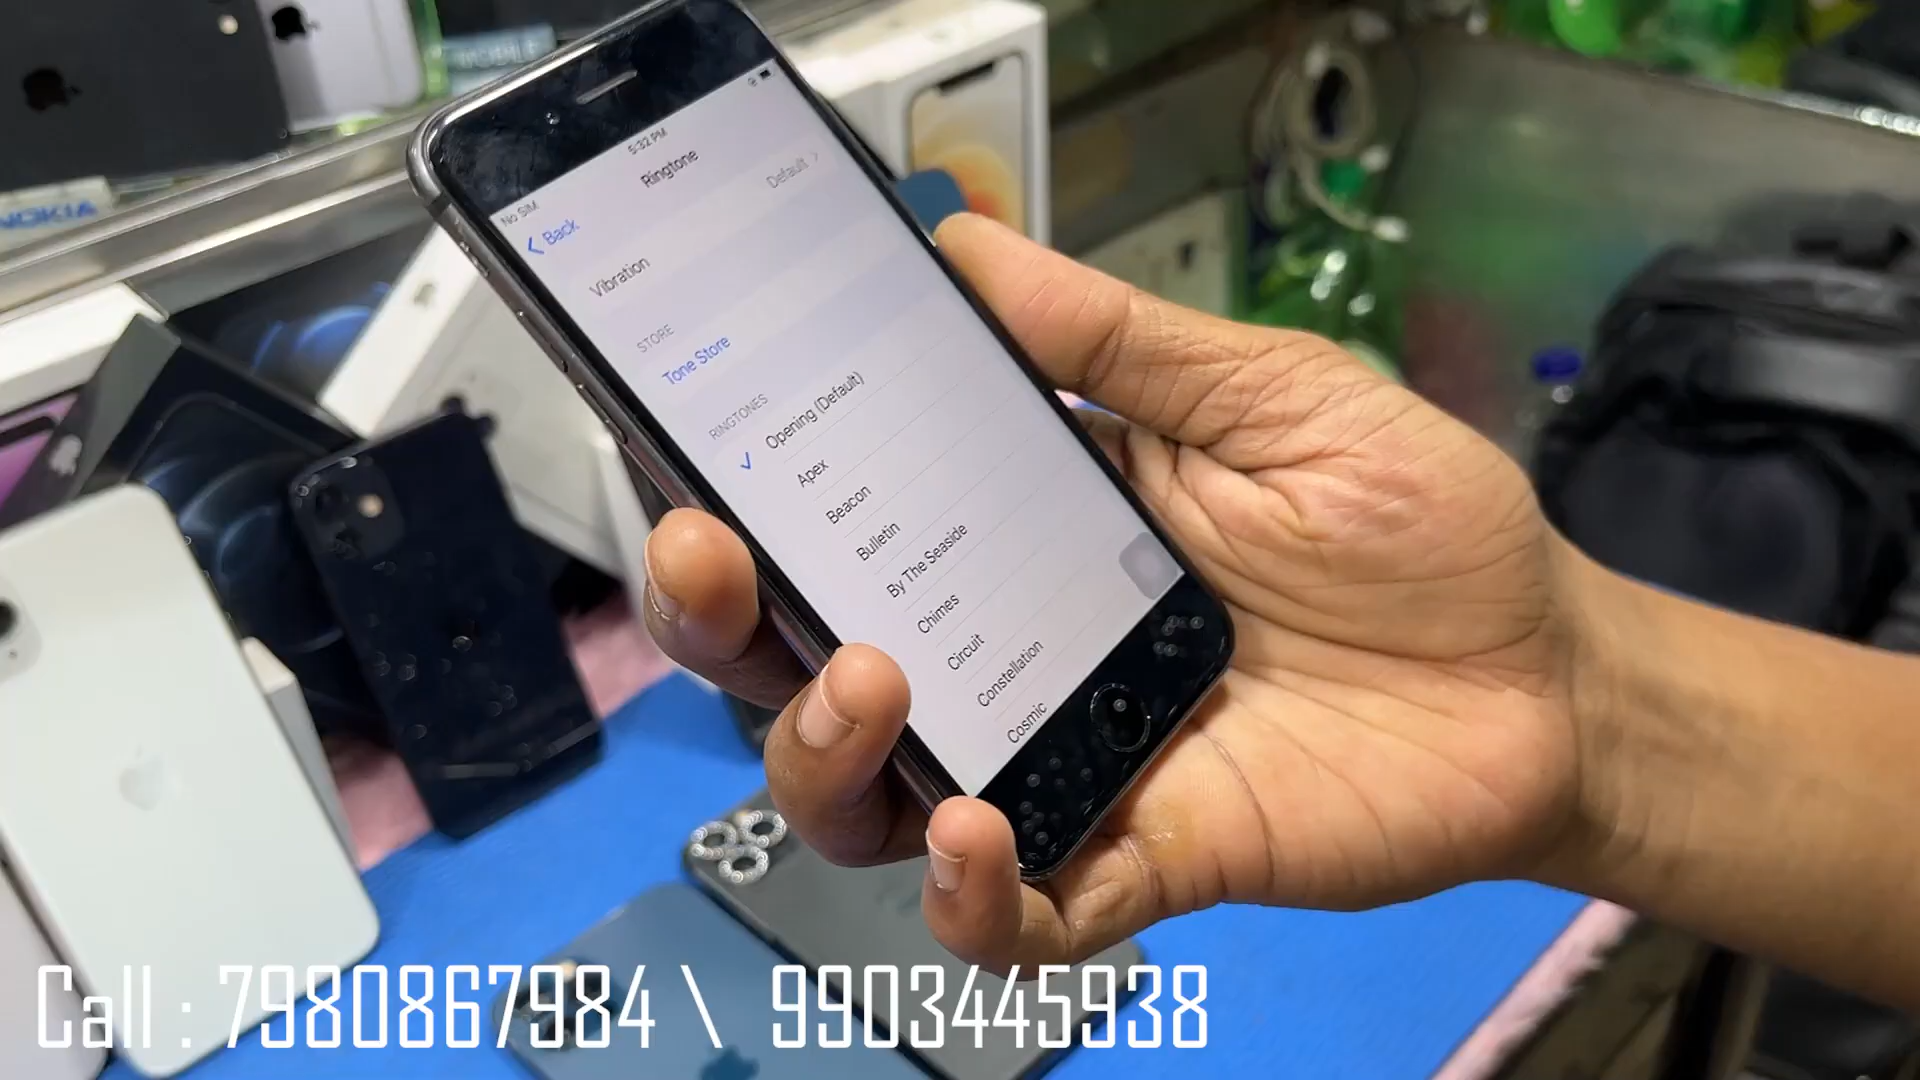 MOBILE
NOKIA
No SIM
5:32 PM
Back
Ringtone
Vibration
Default
STORE
Tone Store
RINGTONES
Opening (Default)
Apex
Beacon
Bulletin
By The Seaside
Chimes
Circuit
Constellation
Cosmic
Call : 7980867984 \ 9903445938